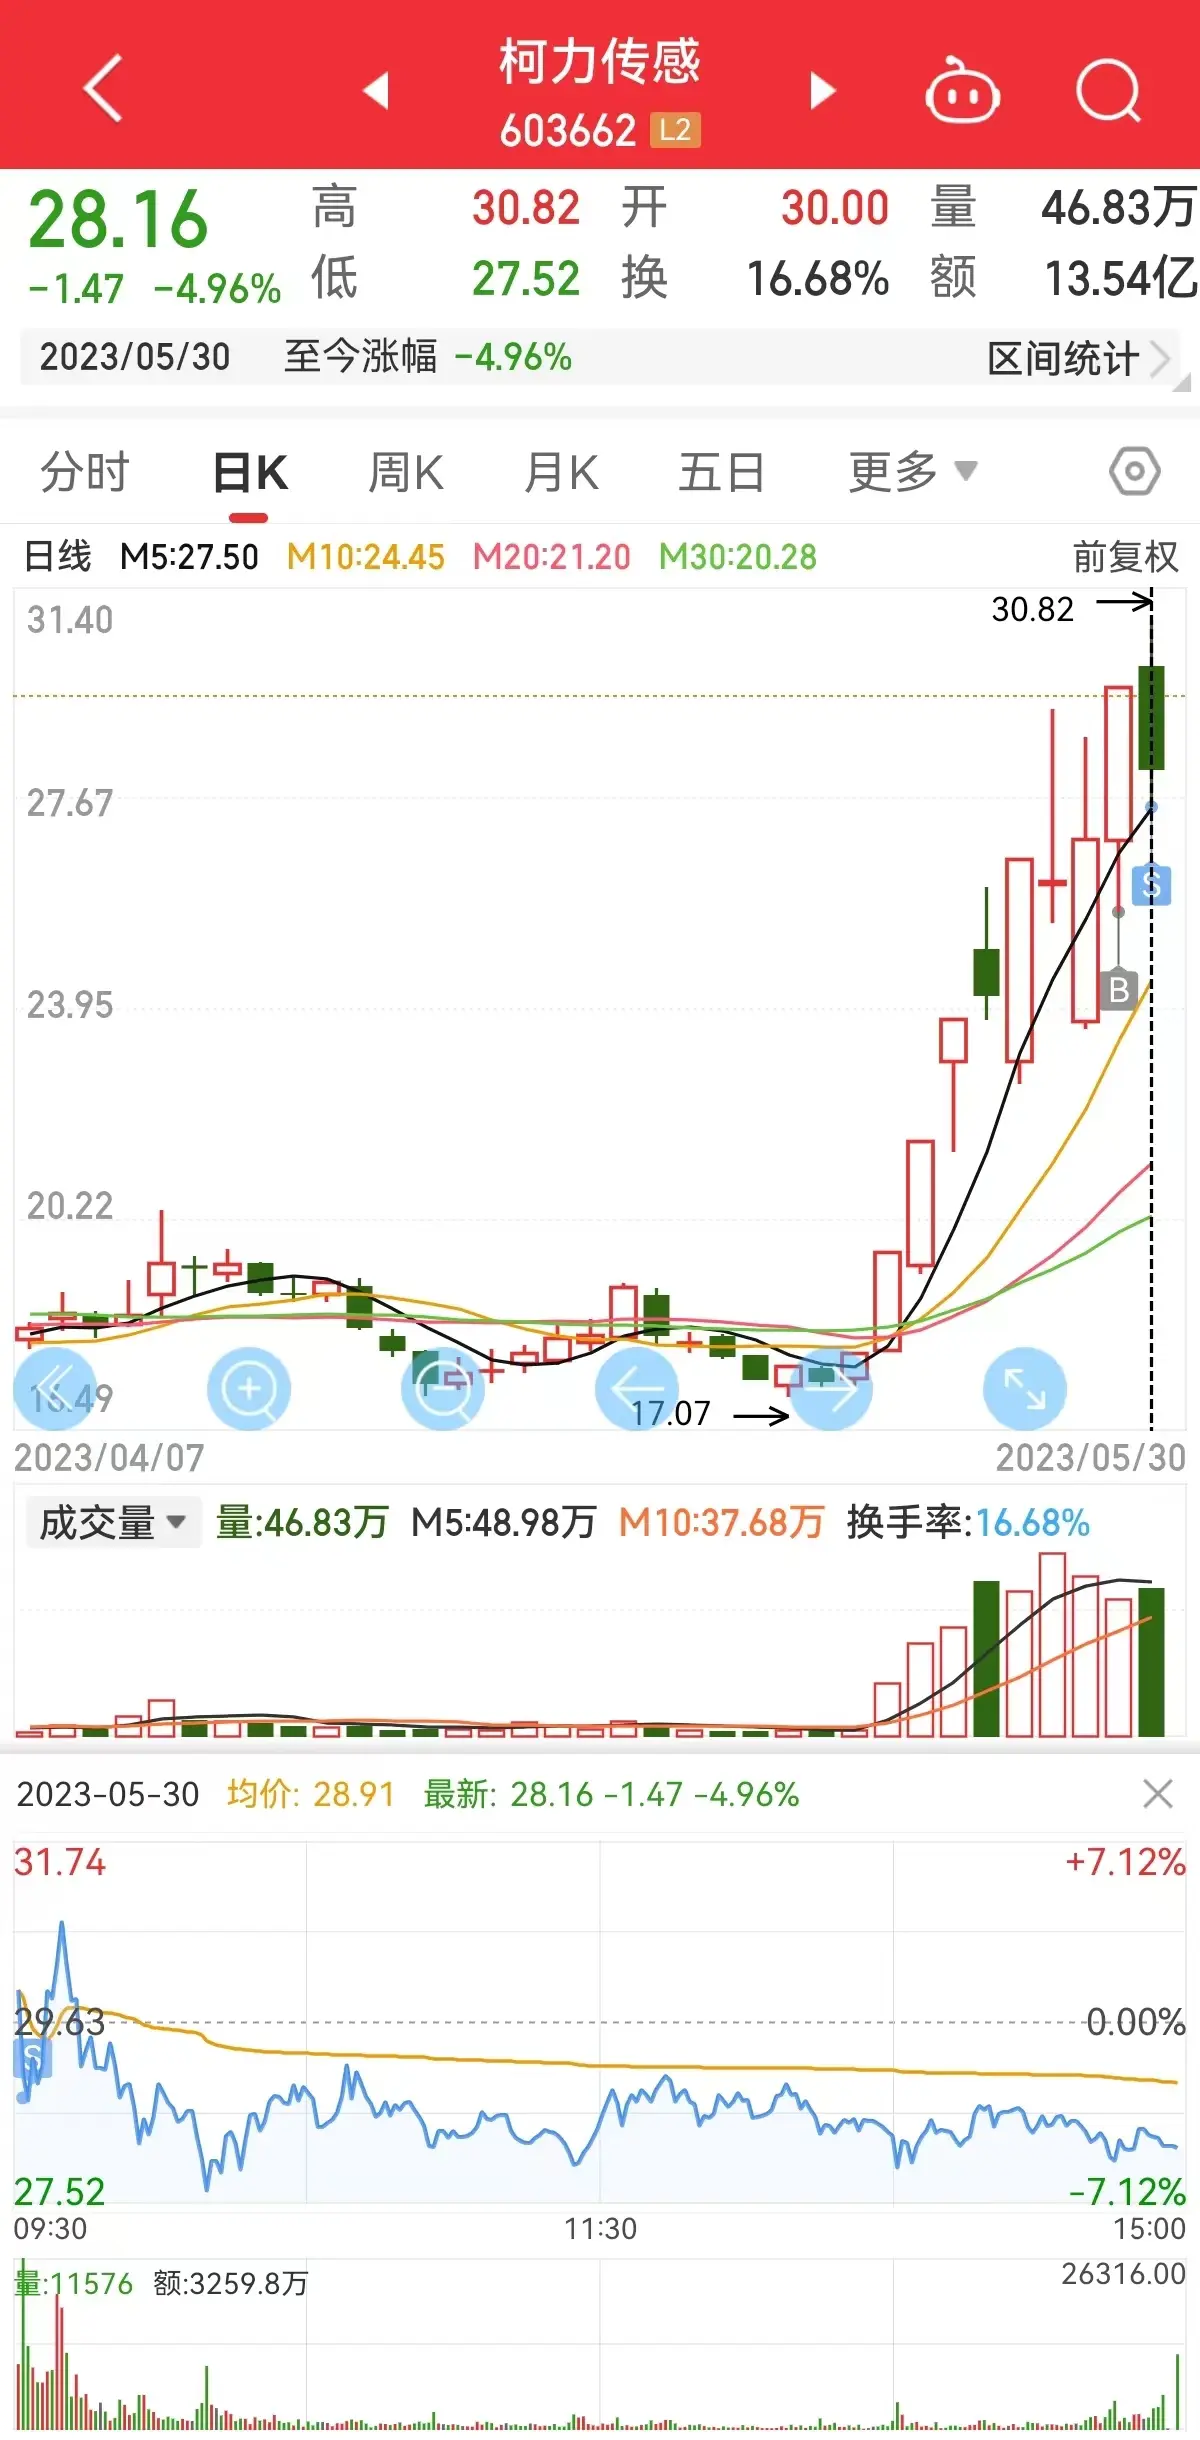 柯力传感
603662 L2
28.16 高 30.82 开 30.00 量 46.83万
-1.47 -4.96% 低 27.52 换 16.68% 额 13.54亿
2023/05/30 至今涨幅 -4.96% 区间统计
分时 日K 周K 月K 五日 更多
日线 M5:27.50 M10:24.45 M20:21.20 M30:20.28 前复权
31.40
30.82
27.67
S
B
23.95
20.22
16.49
17.07
2023/04/07 2023/05/30
成交量 量:46.83万 M5:48.98万 M10:37.68万 换手率:16.68%
2023-05-30 均价: 28.91 最新: 28.16 -1.47 -4.96%
31.74 +7.12%
29.63 0.00%
S
27.52 -7.12%
09:30 11:30 15:00
量:11576 额:3259.8万 26316.00